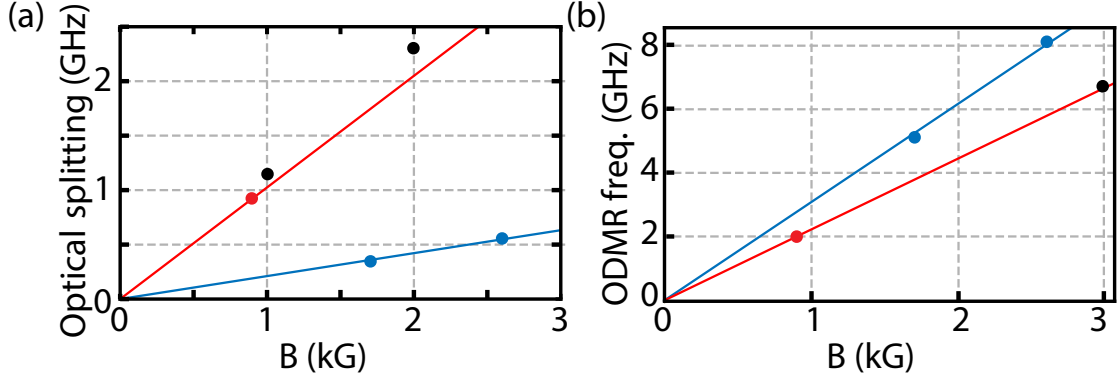 (a)
Optical splitting (GHz)
2
1
0
0 1 2 3
B (kG)
(b)
ODMR freq. (GHz)
8
6
4
2
0
1 2 3
B (kG)